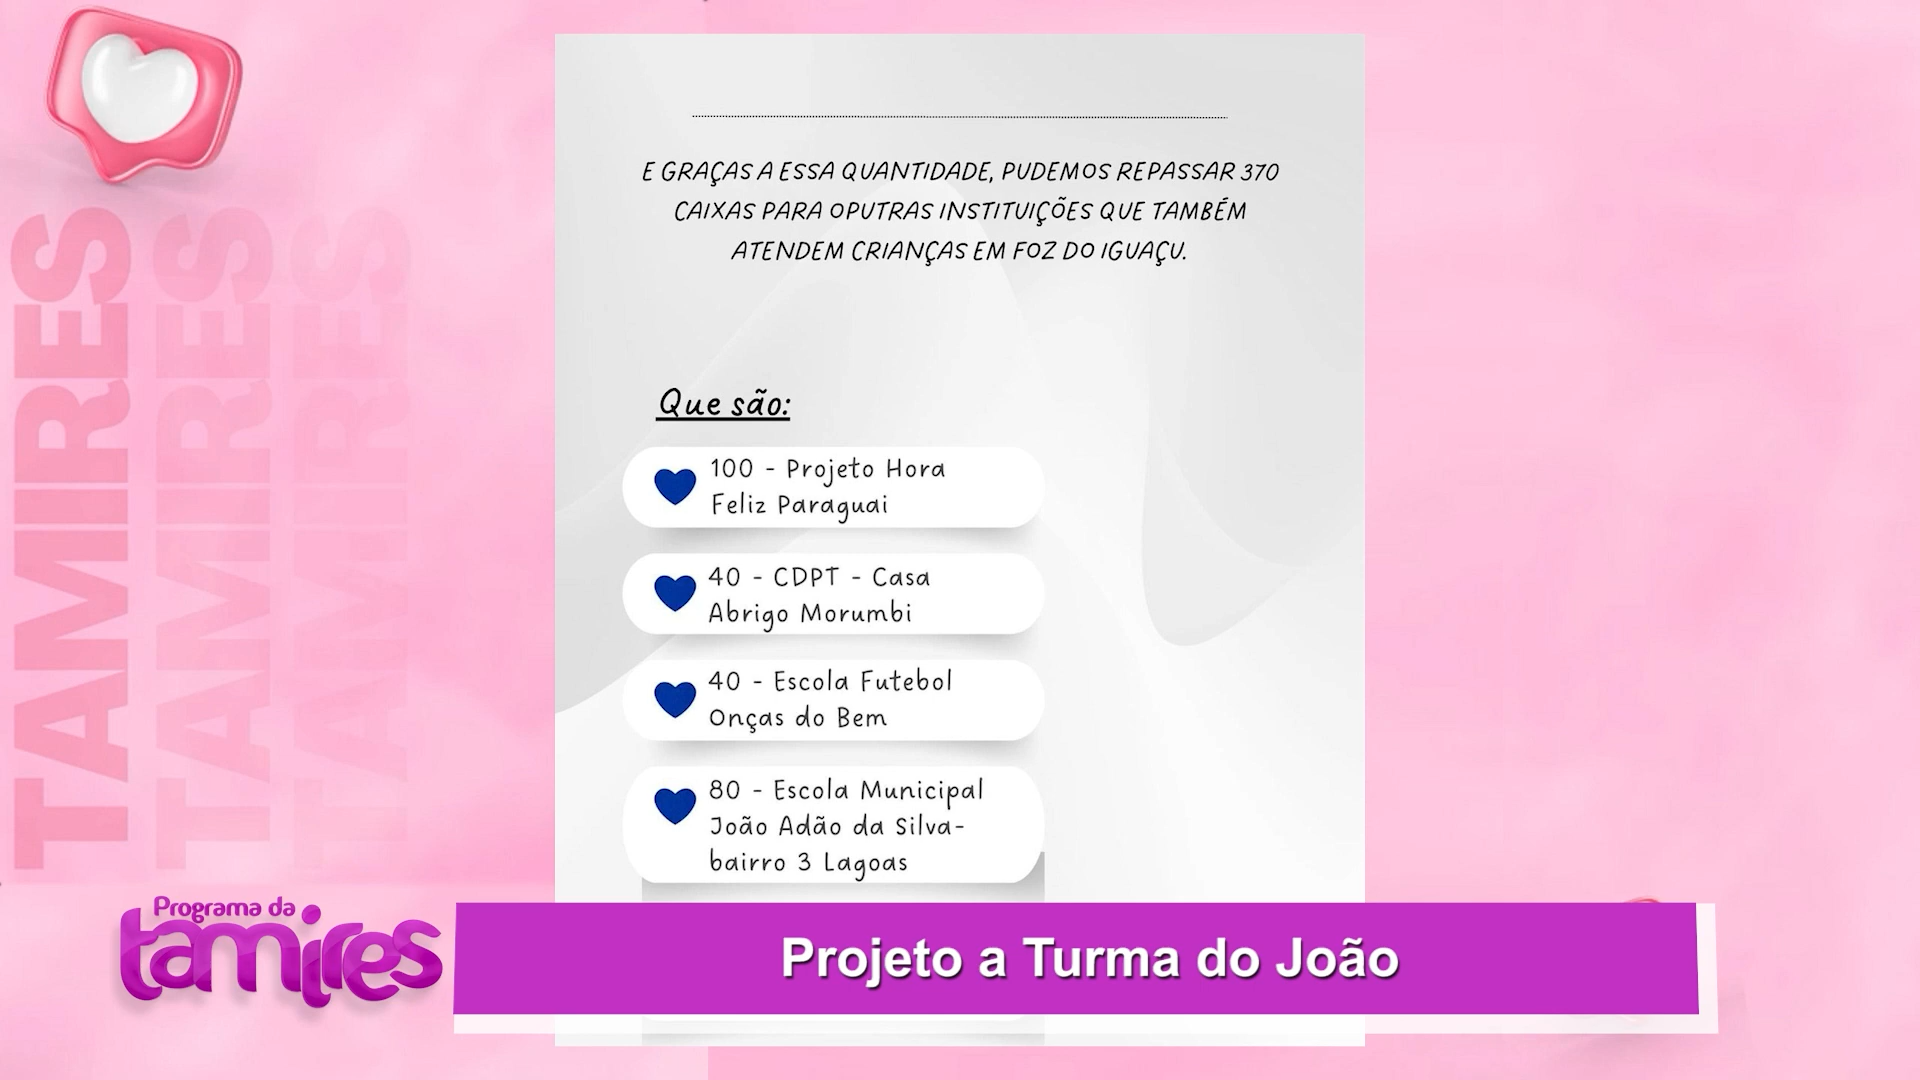 E GRAÇAS A ESSA QUANTIDADE, PUDEMOS REPASSAR 370
CAIXAS PARA OPUTRAS INSTITUIÇÕES QUE TAMBÉM
ATENDEM CRIANÇAS EM FOZ DO IGUAÇU.
Que são:
100 - Projeto Hora
Feliz Paraguai
40 - CDPT - Casa
Abrigo Morumbi
40 - Escola Futebol
Onças do Bem
80 - Escola Municipal
João Adão da Silva-
bairro 3 Lagoas
TAMIRES
TAMIRES
TAMIRES
Programa da
tamires
Projeto a Turma do João